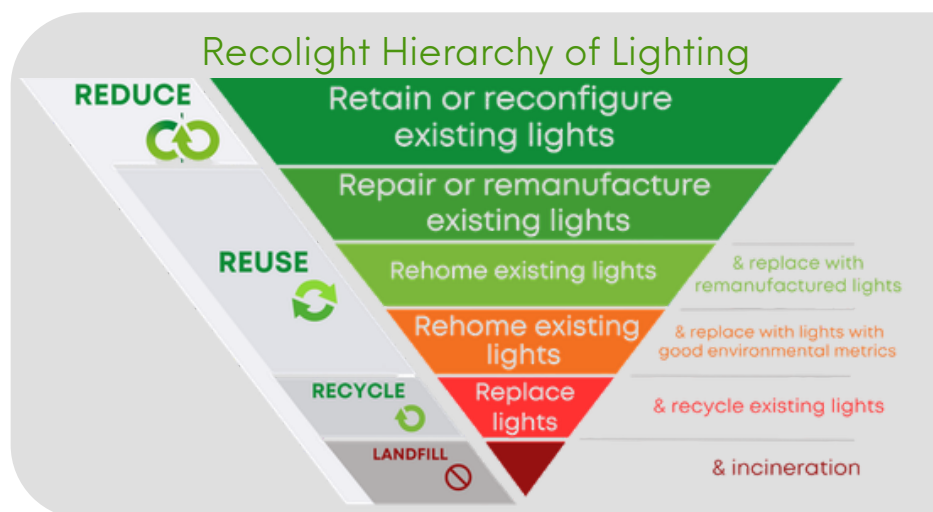 Recolight Hierarchy of Lighting
REDUCE
Retain or reconfigure
existing lights
Repair or remanufacture
existing lights
REUSE
Rehome existing lights
& replace with
remanufactured lights
Rehome existing
lights
& replace with lights with
good environmental metrics
RECYCLE
Replace
lights
& recycle existing lights
LANDFILL
& incineration